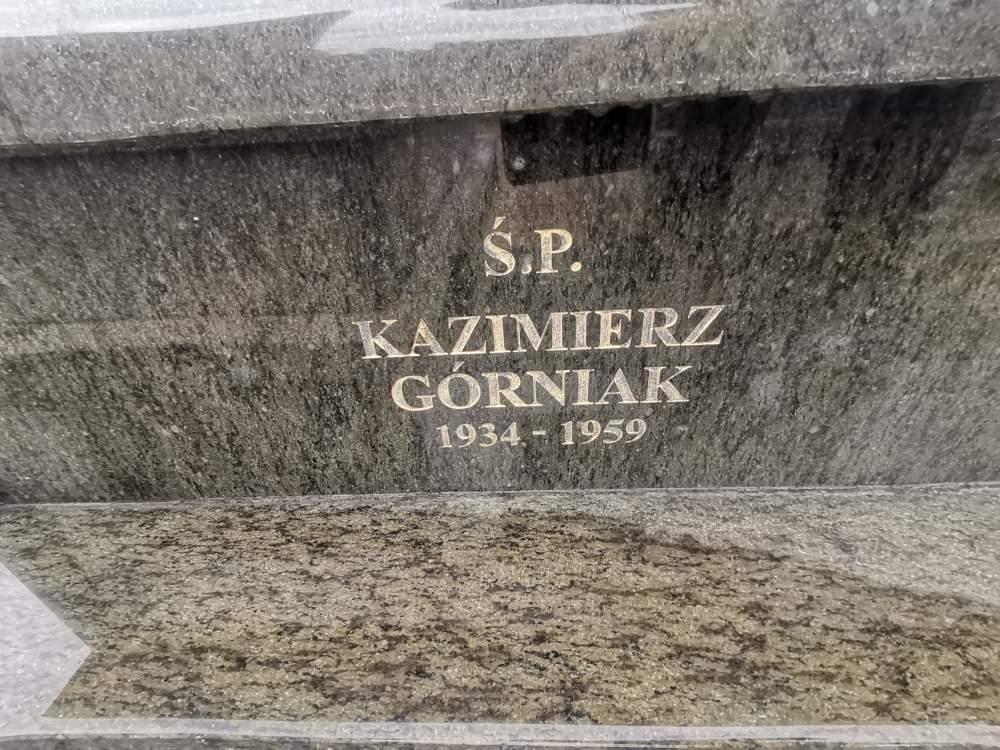 Ś.P.
KAZIMIERZ
GÓRNIAK
1934 - 1959